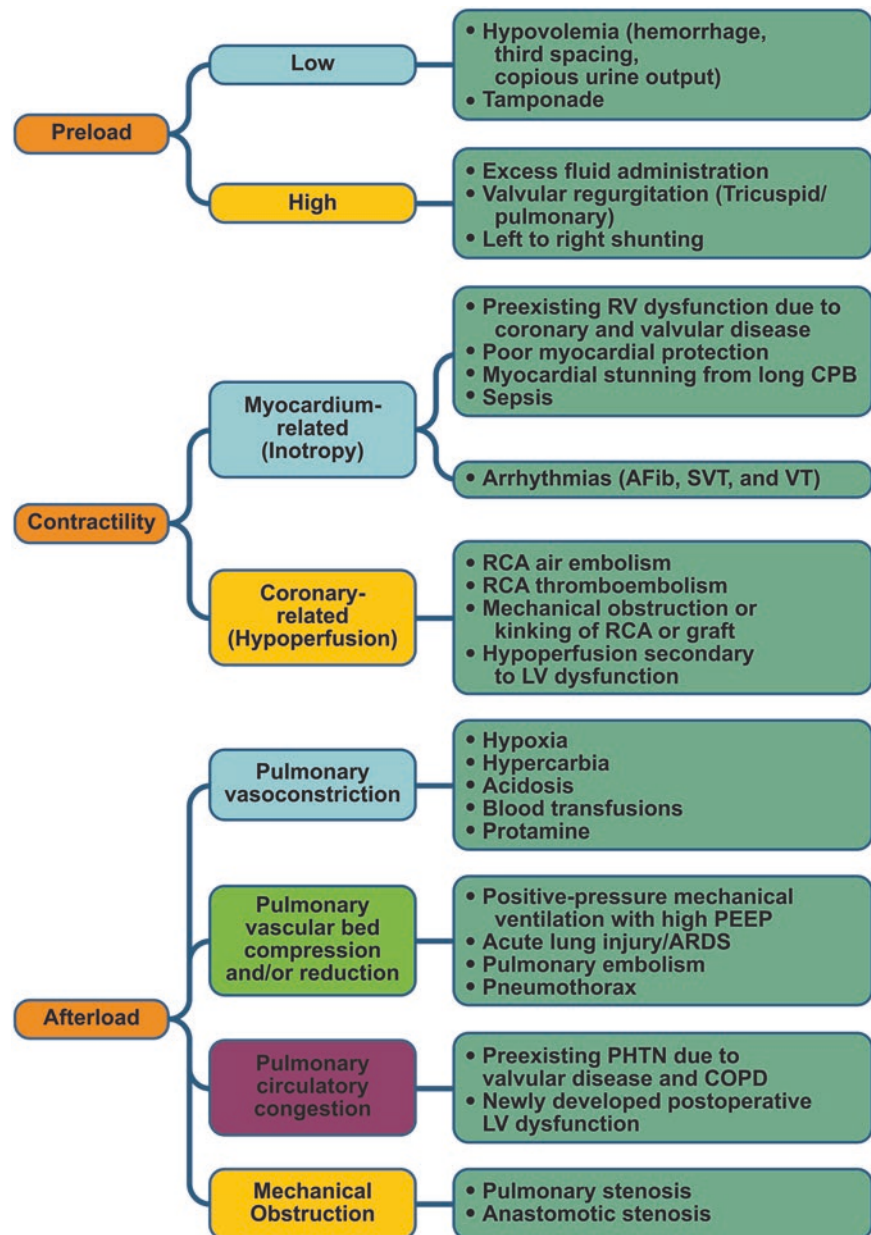 Preload
Low
• Hypovolemia (hemorrhage,
third spacing,
copious urine output)
• Tamponade
High
• Excess fluid administration
• Valvular regurgitation (Tricuspid/
pulmonary)
• Left to right shunting
Contractility
Myocardium-
related
(Inotropy)
• Preexisting RV dysfunction due to
coronary and valvular disease
• Poor myocardial protection
• Myocardial stunning from long CPB
• Sepsis
• Arrhythmias (AFib, SVT, and VT)
Coronary-
related
(Hypoperfusion)
• RCA air embolism
• RCA thromboembolism
• Mechanical obstruction or
kinking of RCA or graft
• Hypoperfusion secondary
to LV dysfunction
Afterload
Pulmonary
vasoconstriction
• Hypoxia
• Hypercarbia
• Acidosis
• Blood transfusions
• Protamine
Pulmonary
vascular bed
compression
and/or reduction
• Positive-pressure mechanical
ventilation with high PEEP
• Acute lung injury/ARDS
• Pulmonary embolism
• Pneumothorax
Pulmonary
circulatory
congestion
• Preexisting PHTN due to
valvular disease and COPD
• Newly developed postoperative
LV dysfunction
Mechanical
Obstruction
• Pulmonary stenosis
• Anastomotic stenosis